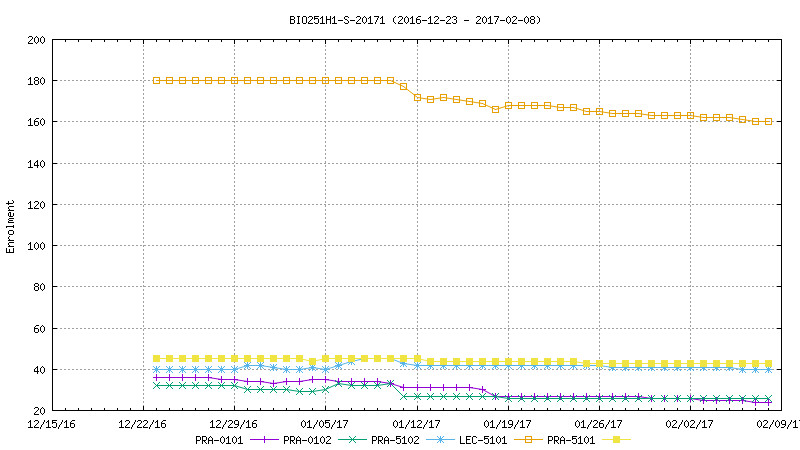 BIO251H1-S-20171 (2016-12-23 - 2017-02-08)
200
180
160
140
120
100
80
60
40
20
Enrolment
12/15/16 12/22/16 12/29/16 01/05/17 01/12/17 01/19/17 01/26/17 02/02/17 02/09/1
PRA-0101 PRA-0102 PRA-5102 LEC-5101 PRA-5101